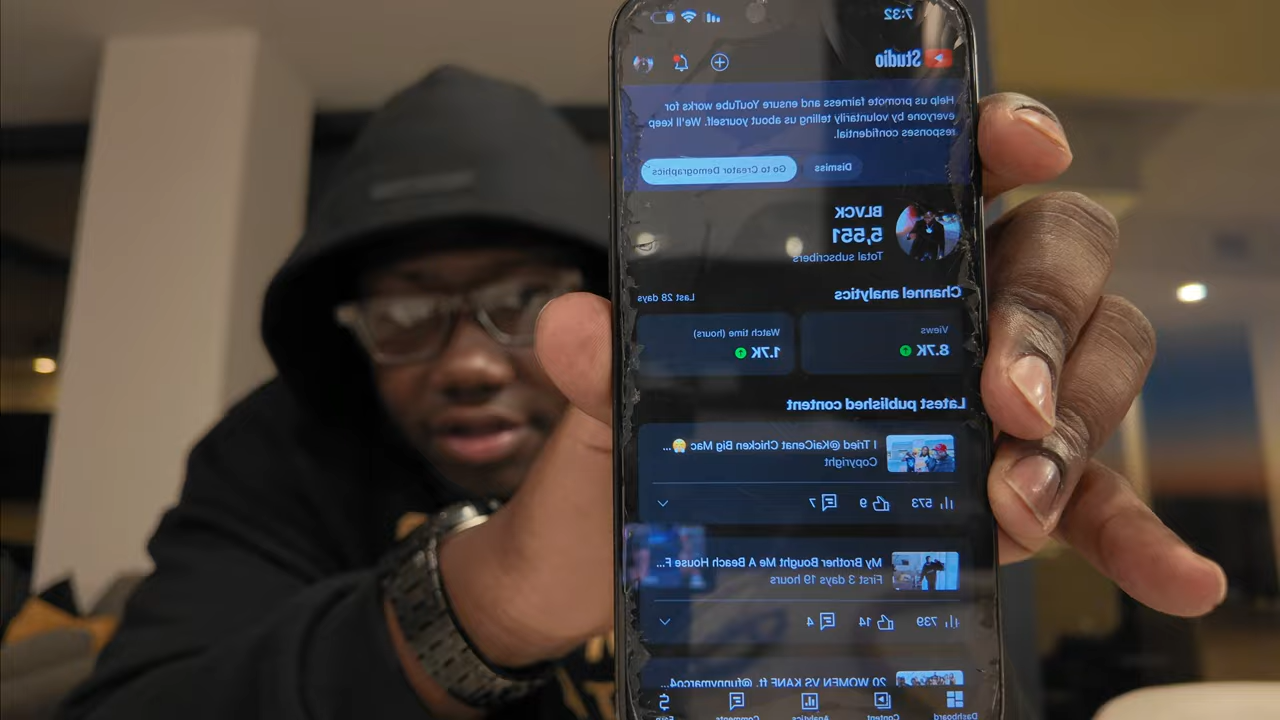 7:32
Studio
Help us promote fairness and ensure YouTube works for
everyone by voluntarily telling us about yourself. We'll keep
responses confidential.
Dismiss Go to Creator Demographics
BLVCK
5,551
Total subscribers
Channel analytics Last 28 days
Views Watch time (hours)
8.7K 1.7K
Latest published content
I Tried @KaiCenat Chicken Big Mac 😬...
Copyright
573 9 7
My Brother Bought Me A Beach House F...
First 3 days 19 hours
739 14 4
20 WOMEN VS KANE ft. @funnymarco4...
Dashboard Content Analytics Comments Earn